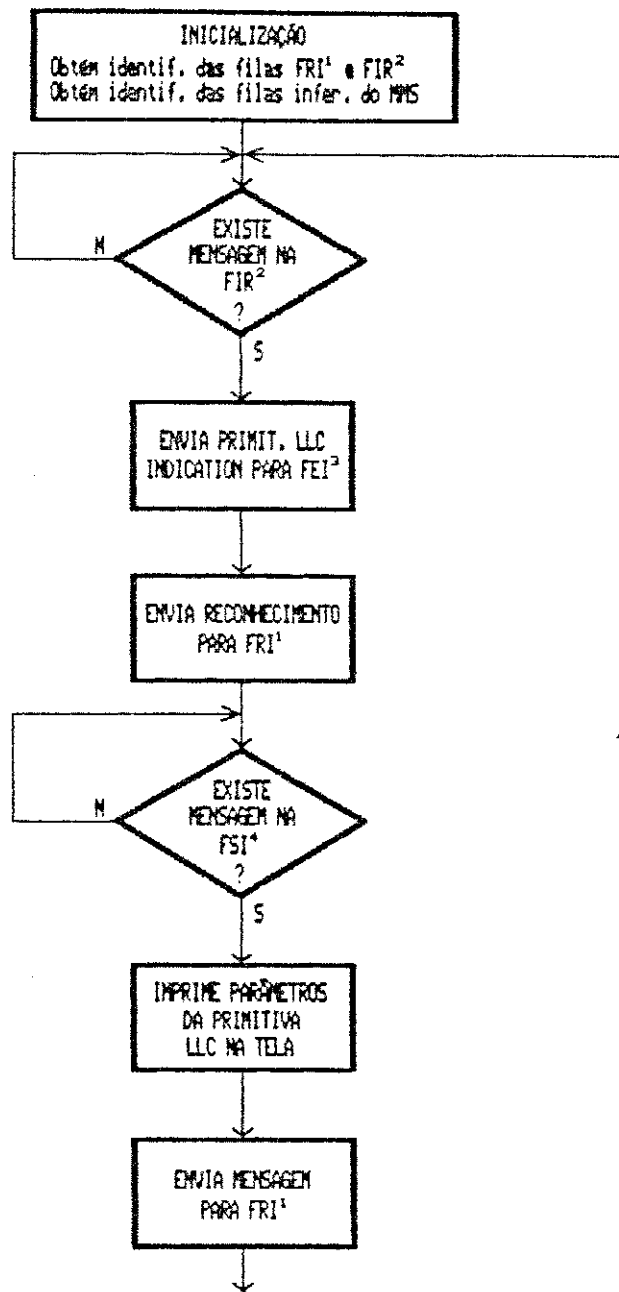 INICIALIZAÇÃO
Obtém identif. das filas FRI¹ e FIR²
Obtém identif. das filas infer. do MMS
EXISTE
MENSAGEM NA
FIR²
?
N
S
ENVIA PRIMIT. LLC
INDICATION PARA FEI³
ENVIA RECONHECIMENTO
PARA FRI¹
EXISTE
MENSAGEM NA
FSI⁴
?
N
S
IMPRIME PARÂMETROS
DA PRIMITIVA
LLC NA TELA
ENVIA MENSAGEM
PARA FRI¹